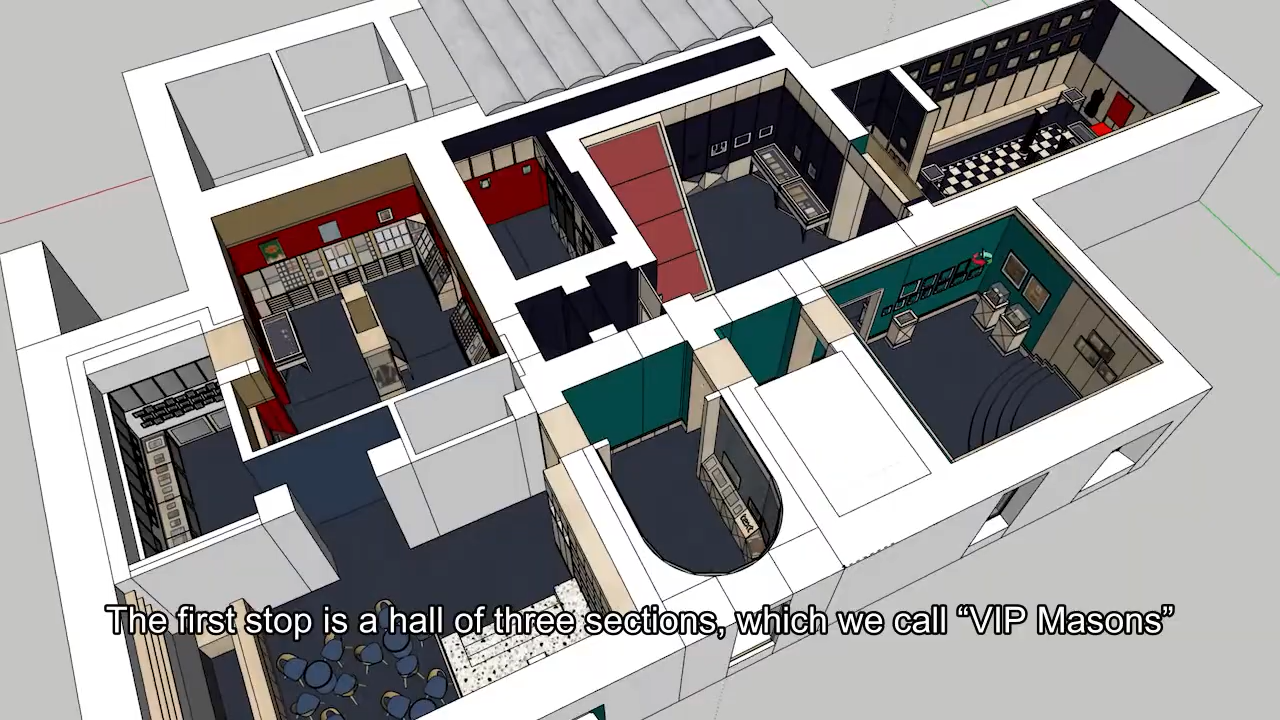 The first stop is a hall of three sections, which we call “VIP Masons”